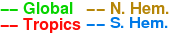 −− Global −− N. Hem.
−− Tropics −− S. Hem.